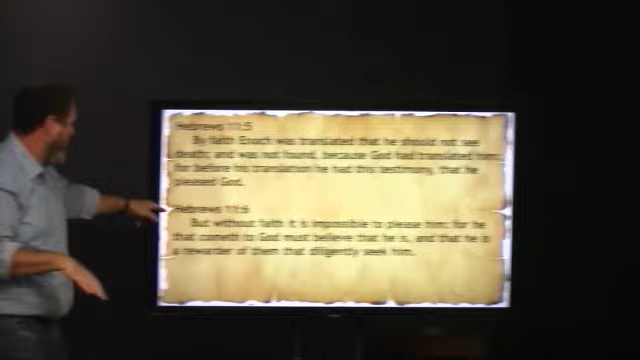 Hebrews 11:5
By faith Enoch was translated that he should not see
death; and was not found, because God had translated him:
for before his translation he had this testimony, that he
pleased God.
Hebrews 11:6
But without faith it is impossible to please him: for he
that cometh to God must believe that he is, and that he is
a rewarder of them that diligently seek him.